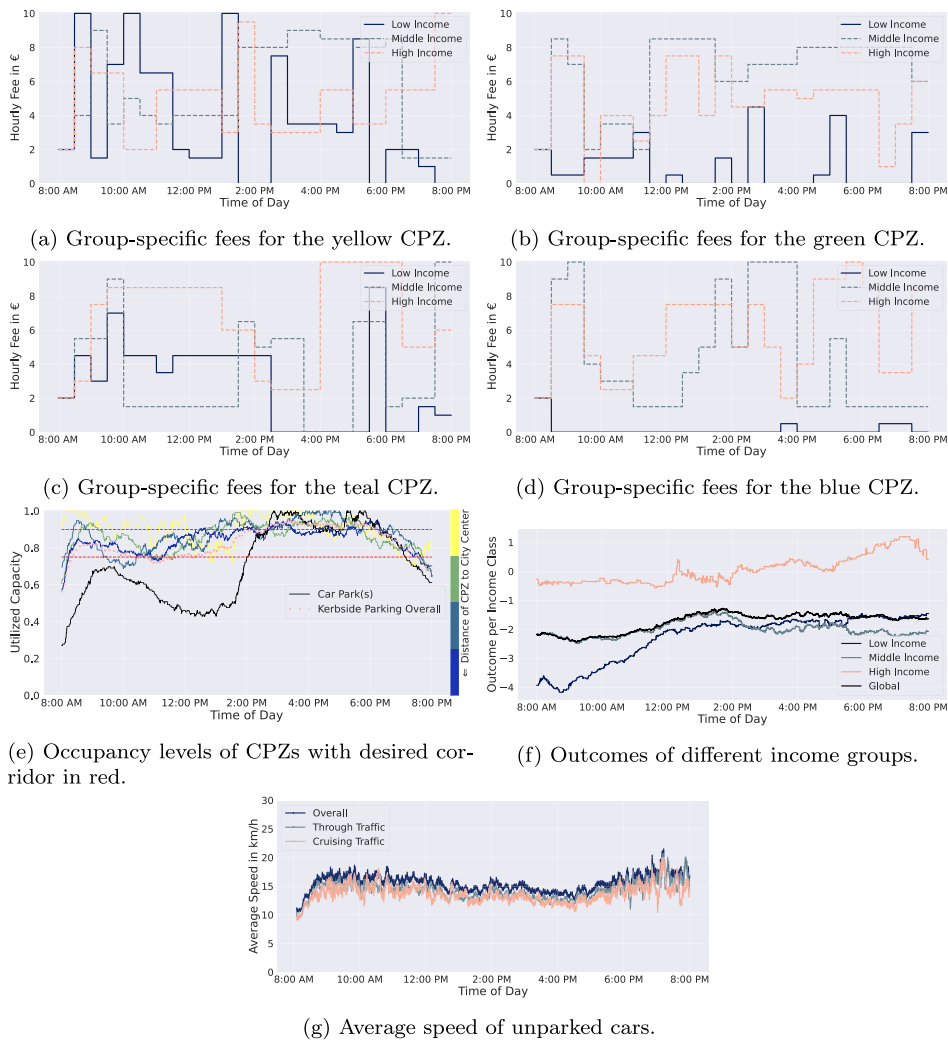 10
8
6
4
2
0
Hourly Fee in €
Low Income
Middle Income
High Income
8:00 AM 10:00 AM 12:00 PM 2:00 PM 4:00 PM 6:00 PM 8:00 PM
Time of Day
(a) Group-specific fees for the yellow CPZ.
10
8
6
4
2
0
Hourly Fee in €
Low Income
Middle Income
High Income
8:00 AM 10:00 AM 12:00 PM 2:00 PM 4:00 PM 6:00 PM 8:00 PM
Time of Day
(b) Group-specific fees for the green CPZ.
10
8
6
4
2
0
Hourly Fee in €
Low Income
Middle Income
High Income
8:00 AM 10:00 AM 12:00 PM 2:00 PM 4:00 PM 6:00 PM 8:00 PM
Time of Day
(c) Group-specific fees for the teal CPZ.
10
8
6
4
2
0
Hourly Fee in €
Low Income
Middle Income
High Income
8:00 AM 10:00 AM 12:00 PM 2:00 PM 4:00 PM 6:00 PM 8:00 PM
Time of Day
(d) Group-specific fees for the blue CPZ.
1.0
0.8
0.6
0.4
0.2
0.0
Utilized Capacity
Car Park(s)
Kerbside Parking Overall
⇐ Distance of CPZ to City Center
8:00 AM 10:00 AM 12:00 PM 2:00 PM 4:00 PM 6:00 PM 8:00 PM
Time of Day
(e) Occupancy levels of CPZs with desired cor-
ridor in red.
1
0
−1
−2
−3
−4
Outcome per Income Class
Low Income
Middle Income
High Income
Global
8:00 AM 10:00 AM 12:00 PM 2:00 PM 4:00 PM 6:00 PM 8:00 PM
Time of Day
(f) Outcomes of different income groups.
30
25
20
15
10
5
0
Average Speed in km/h
Overall
Through Traffic
Cruising Traffic
8:00 AM 10:00 AM 12:00 PM 2:00 PM 4:00 PM 6:00 PM 8:00 PM
Time of Day
(g) Average speed of unparked cars.